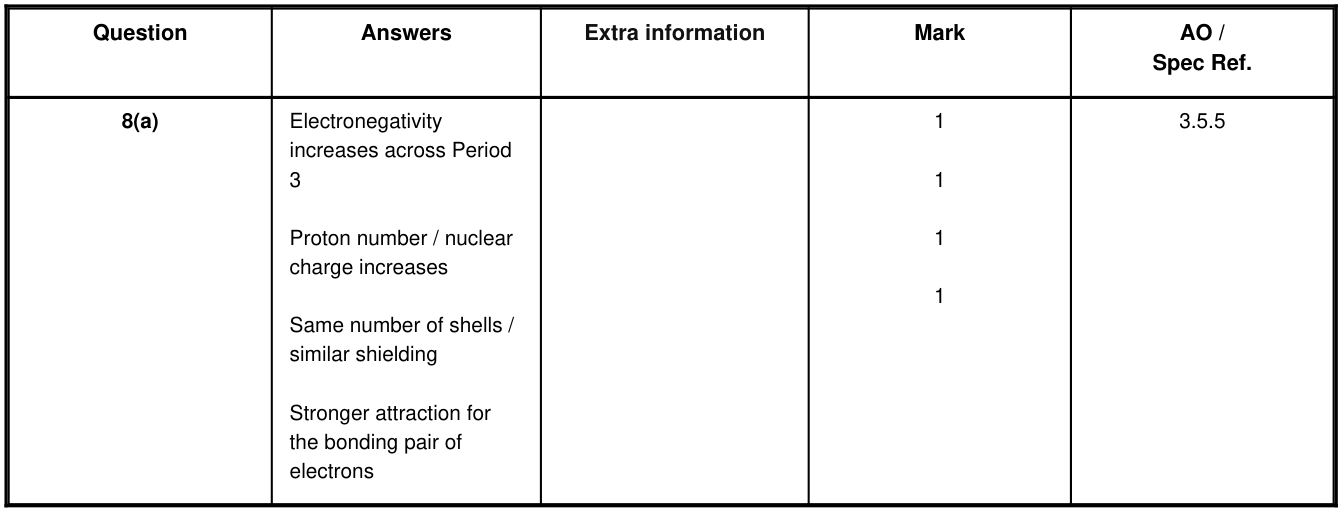 Question Answers Extra information Mark AO /
Spec Ref.
8(a) Electronegativity 1 3.5.5
increases across Period
3 1
Proton number / nuclear 1
charge increases
1
Same number of shells /
similar shielding
Stronger attraction for
the bonding pair of
electrons